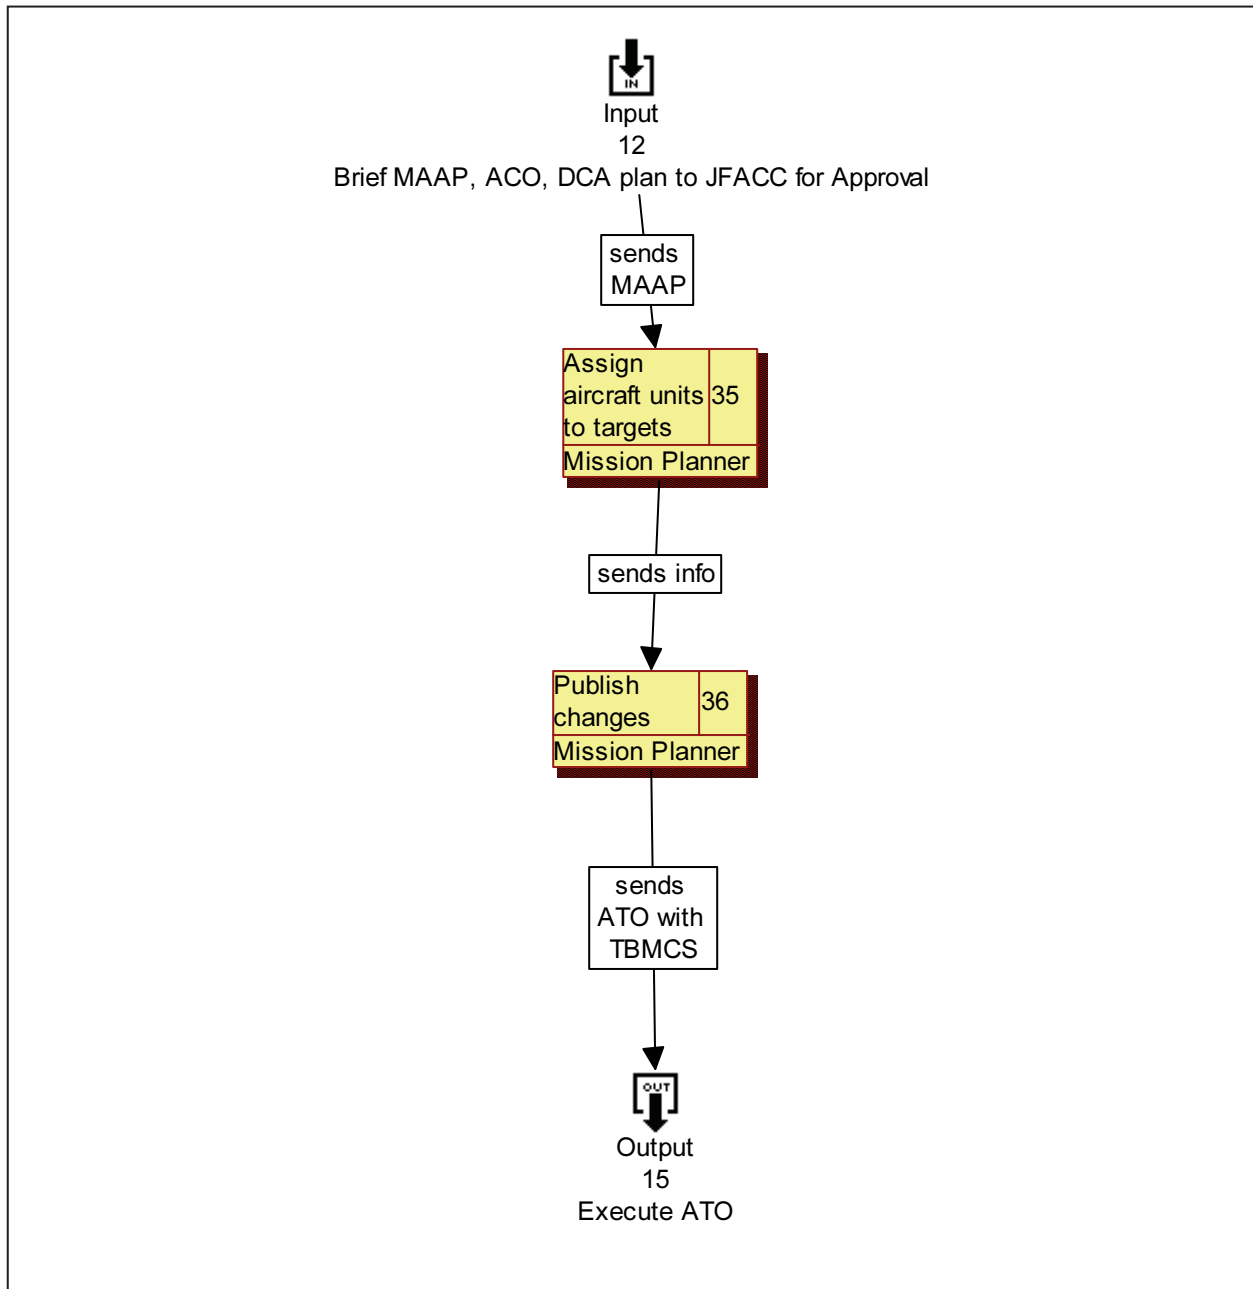 IN
Input
12
Brief MAAP, ACO, DCA plan to JFACC for Approval
sends
MAAP
Assign
aircraft units
to targets
35
Mission Planner
sends info
Publish
changes
36
Mission Planner
sends
ATO with
TBMCS
OUT
Output
15
Execute ATO